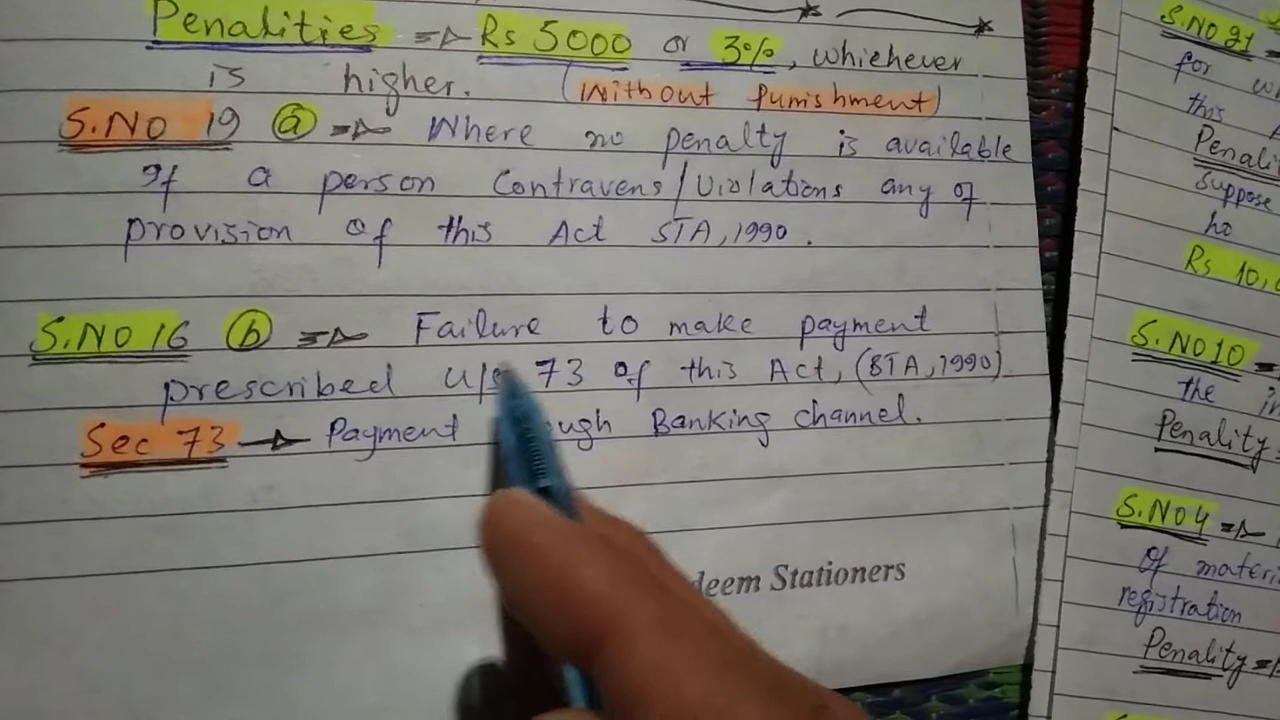 Penalities => Rs 5000 or 3%, whichever
is higher. (Without Punishment)
S.NO 19 (a) => Where no penalty is available
If a person Contravens/Violations any of
provision of this Act STA, 1990.
S.NO 16 (b) => Failure to make payment
prescribed u/s 73 of this Act, (STA, 1990)
Sec 73 → Payment ough Banking channel.
deem Stationers
S.NO 21 =
for
this
Penali
Suppose
ho
Rs 10,
S.NO 10 =
the in
Penality =
S.NO 4 =>
of materi
registration
Penality =>